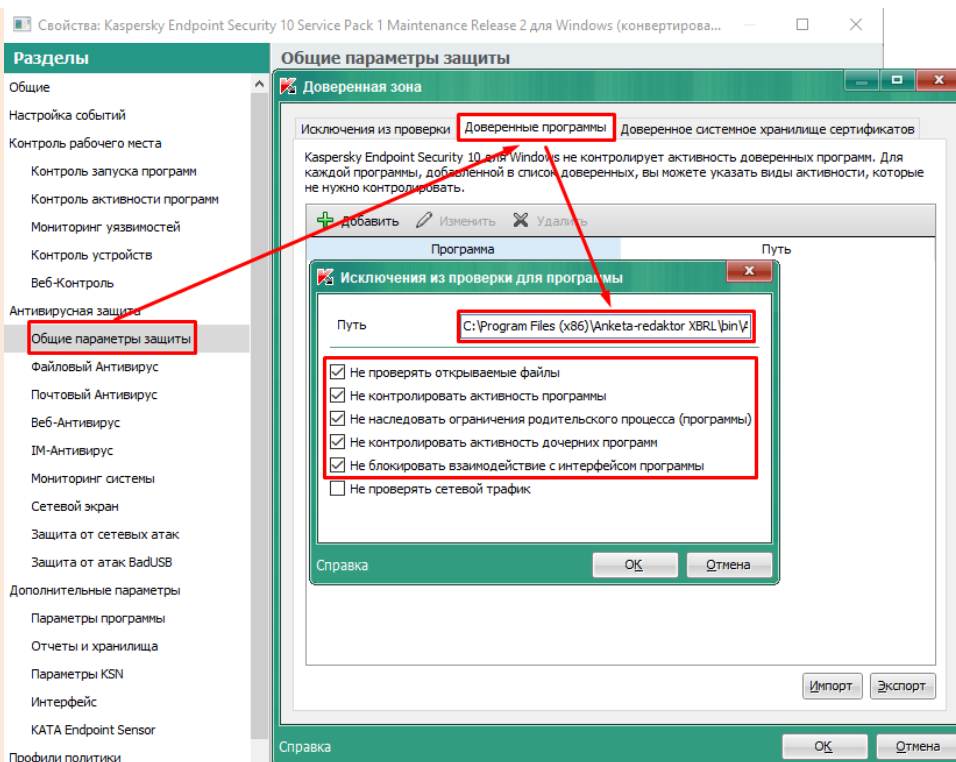 Свойства: Kaspersky Endpoint Security 10 Service Pack 1 Maintenance Release 2 для Windows (конвертирова...
Разделы
Общие
Настройка событий
Контроль рабочего места
Контроль запуска программ
Контроль активности программ
Мониторинг уязвимостей
Контроль устройств
Веб-Контроль
Антивирусная защита
Общие параметры защиты
Файловый Антивирус
Почтовый Антивирус
Веб-Антивирус
IM-Антивирус
Мониторинг системы
Сетевой экран
Защита от сетевых атак
Защита от атак BadUSB
Дополнительные параметры
Параметры программы
Отчеты и хранилища
Параметры KSN
Интерфейс
KATA Endpoint Sensor
Профили политики
Общие параметры защиты
Доверенная зона
Исключения из проверки Доверенные программы Доверенное системное хранилище сертификатов
Kaspersky Endpoint Security 10 для Windows не контролирует активность доверенных программ. Для
каждой программы, добавленной в список доверенных, вы можете указать виды активности, которые
не нужно контролировать.
Добавить Изменить Удалить
Программа Путь
Исключения из проверки для программы
Путь C:\Program Files (x86)\Anketa-redaktor XBRL\bin\
Не проверять открываемые файлы
Не контролировать активность программы
Не наследовать ограничения родительского процесса (программы)
Не контролировать активность дочерних программ
Не блокировать взаимодействие с интерфейсом программы
Не проверять сетевой трафик
Справка OK Отмена
Импорт Экспорт
Справка OK Отмена